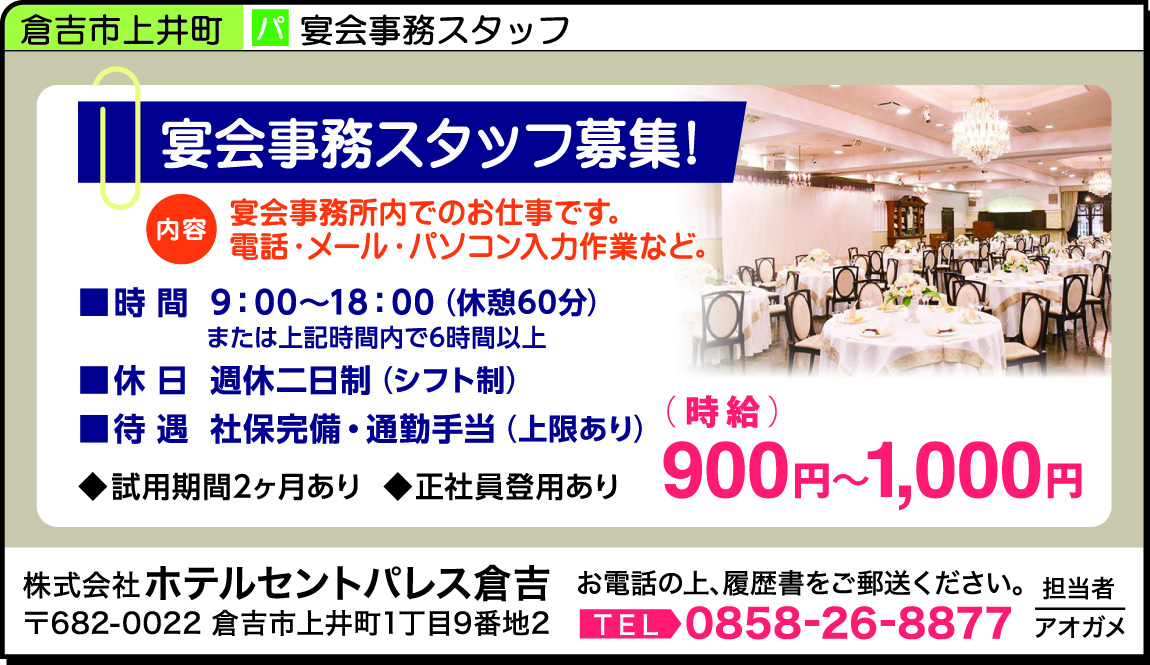 倉吉市上井町 パ 宴会事務スタッフ
宴会事務スタッフ募集!
内容 宴会事務所内でのお仕事です。
電話・メール・パソコン入力作業など。
■時間 9：00～18：00（休憩60分）
または上記時間内で6時間以上
■休日 週休二日制（シフト制）
■待遇 社保完備・通勤手当（上限あり）
◆試用期間2ヶ月あり ◆正社員登用あり
（時給）
900円～1,000円
株式会社ホテルセントパレス倉吉
〒682-0022 倉吉市上井町1丁目9番地2
お電話の上、履歴書をご郵送ください。
TEL 0858-26-8877
担当者
アオガメ